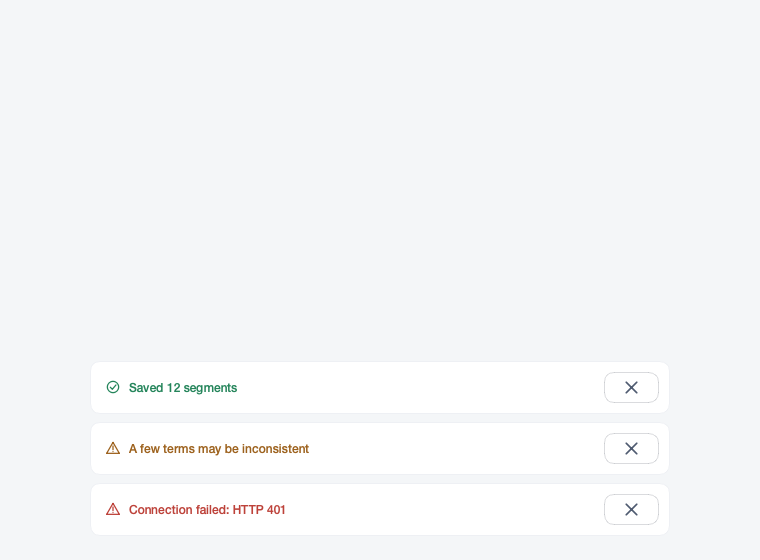 Saved 12 segments
A few terms may be inconsistent
Connection failed: HTTP 401